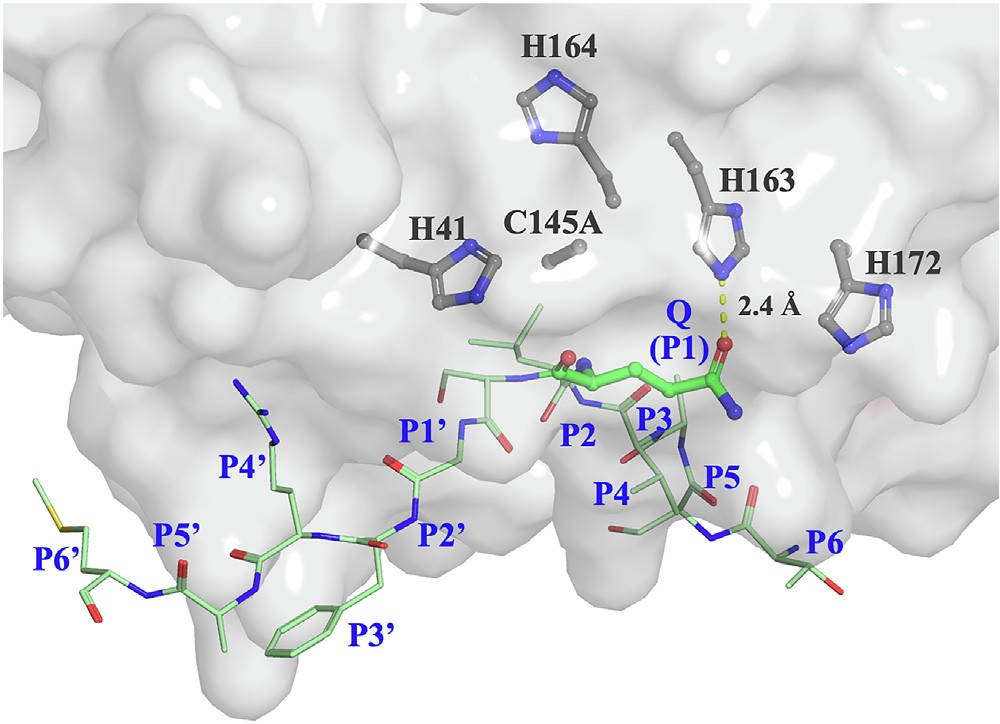 H164
H163
H41
C145A
H172
2.4 Å
Q
(P1)
P1’
P2
P3
P4’
P4
P5
P6’
P5’
P2’
P6
P3’